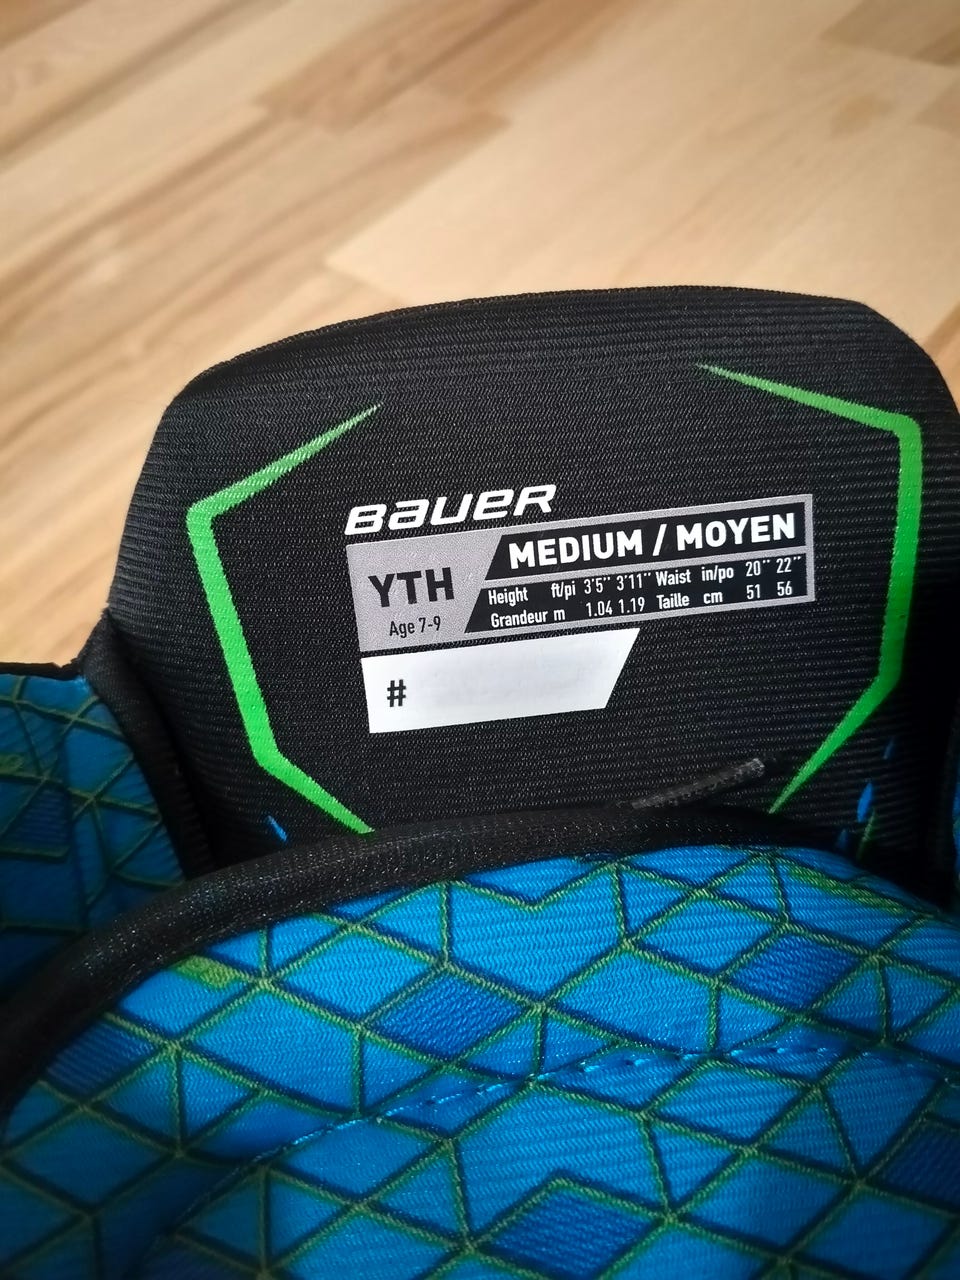 BAUER
YTH
Age 7-9
MEDIUM / MOYEN
Height ft/pi 3'5'' 3'11'' Waist in/po 20'' 22''
Grandeur m 1.04 1.19 Taille cm 51 56
#